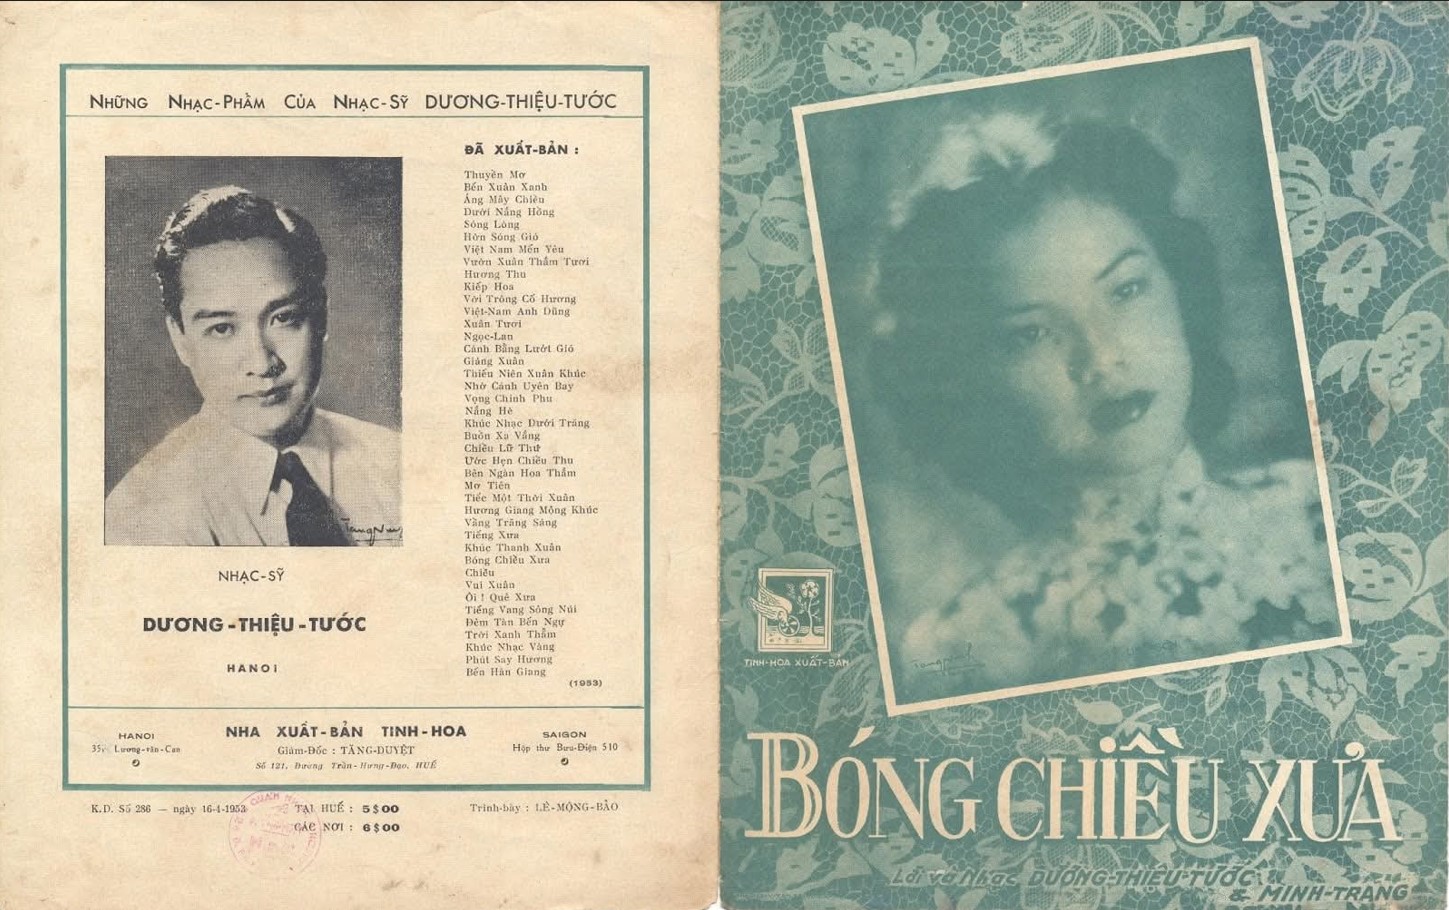 NHỮNG NHẠC-PHẨM CỦA NHẠC-SỸ DƯƠNG-THIỆU-TƯỚC
ĐÃ XUẤT-BẢN :
Thuyền Mơ
Bến Xuân Xanh
Áng Mây Chiều
Dưới Nắng Hồng
Sóng Lòng
Hờn Sóng Gió
Việt Nam Mến Yêu
Vườn Xuân Thắm Tươi
Hương Thu
Kiếp Hoa
Vời Trông Cố Hương
Việt-Nam Anh Dũng
Xuân Tươi
Ngọc-Lan
Cánh Bằng Lướt Gió
Giáng Xuân
Thiếu Niên Xuân Khúc
Nhờ Cánh Uyên Bay
Vọng Chinh Phu
Nắng Hè
Khúc Nhạc Dưới Trăng
Buồn Xa Vắng
Chiều Lữ Thứ
Ước Hẹn Chiều Thu
Bên Ngàn Hoa Thắm
Mơ Tiên
Tiếc Một Thời Xuân
Hương Giang Mộng Khúc
Vầng Trăng Sáng
Tiếng Xưa
Khúc Thanh Xuân
Bóng Chiều Xưa
Chiều
Vui Xuân
Ôi ! Quê Xưa
Tiếng Vang Sông Núi
Đêm Tàn Bến Ngự
Trời Xanh Thẳm
Khúc Nhạc Vàng
Phút Say Hương
Bến Hàn Giang
(1953)
NHẠC-SỸ
DƯƠNG-THIỆU-TƯỚC
HANOI
HANOI
Lương-văn-Can
NHA XUẤT-BẢN TINH-HOA
Giám-Đốc : TĂNG-DUYỆT
Số 121, Đường Trần-Hưng-Đạo, HUẾ
SAIGON
Hộp thư Bưu-Điện 510
K.D. Số 286 — ngày 16-4-1953
TẠI HUẾ : 5$00
CÁC NƠI : 6$00
Trình-bày : LÊ-MỘNG-BẢO
TINH-HOA XUẤT-BẢN
BÓNG CHIỀU XƯA
Lời và Nhạc DƯƠNG-THIỆU-TƯỚC
& MINH-TRANG